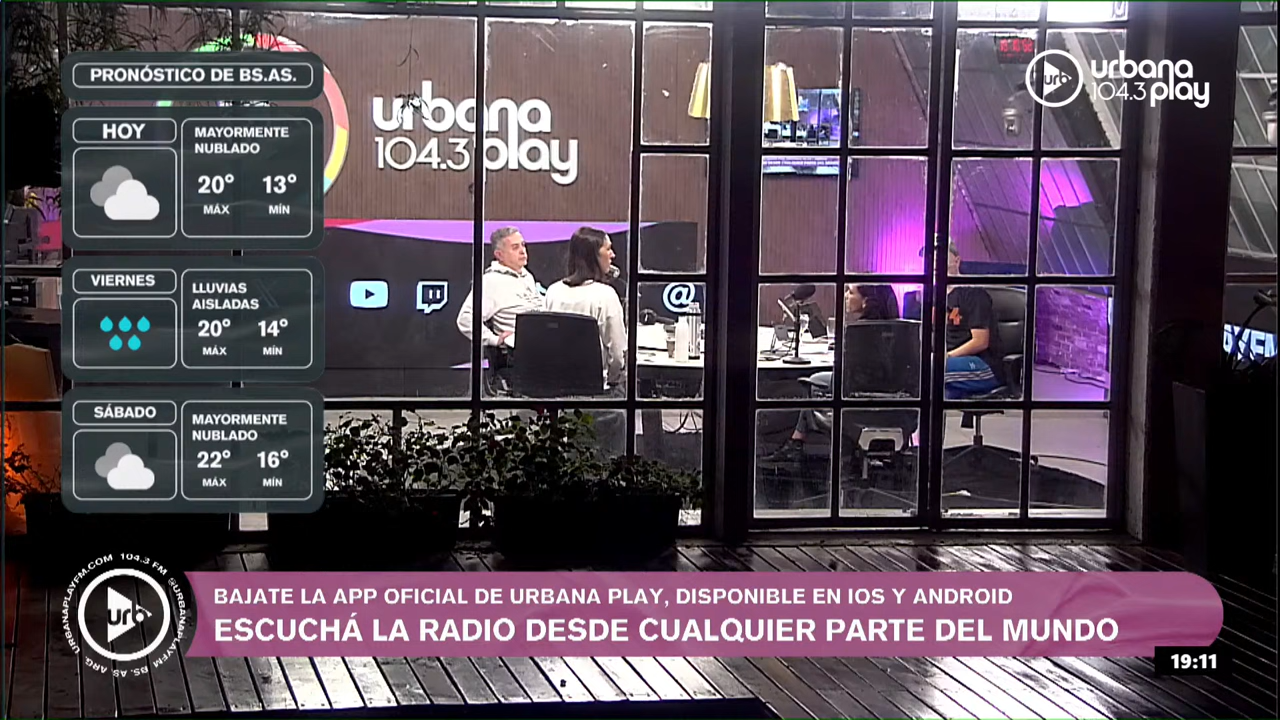 PRONÓSTICO DE BS.AS.
HOY
MAYORMENTE
NUBLADO
20° 13°
MÁX MÍN
VIERNES
LLUVIAS
AISLADAS
20° 14°
MÁX MÍN
SÁBADO
MAYORMENTE
NUBLADO
22° 16°
MÁX MÍN
urbana
104.3 play
@
urb
urbana
104.3 play
URBANAPLAYFM.COM 104.3 FM @URBANAPLAYFM BS. AS. ARG.
urb
BAJATE LA APP OFICIAL DE URBANA PLAY, DISPONIBLE EN IOS Y ANDROID
ESCUCHÁ LA RADIO DESDE CUALQUIER PARTE DEL MUNDO
19:11